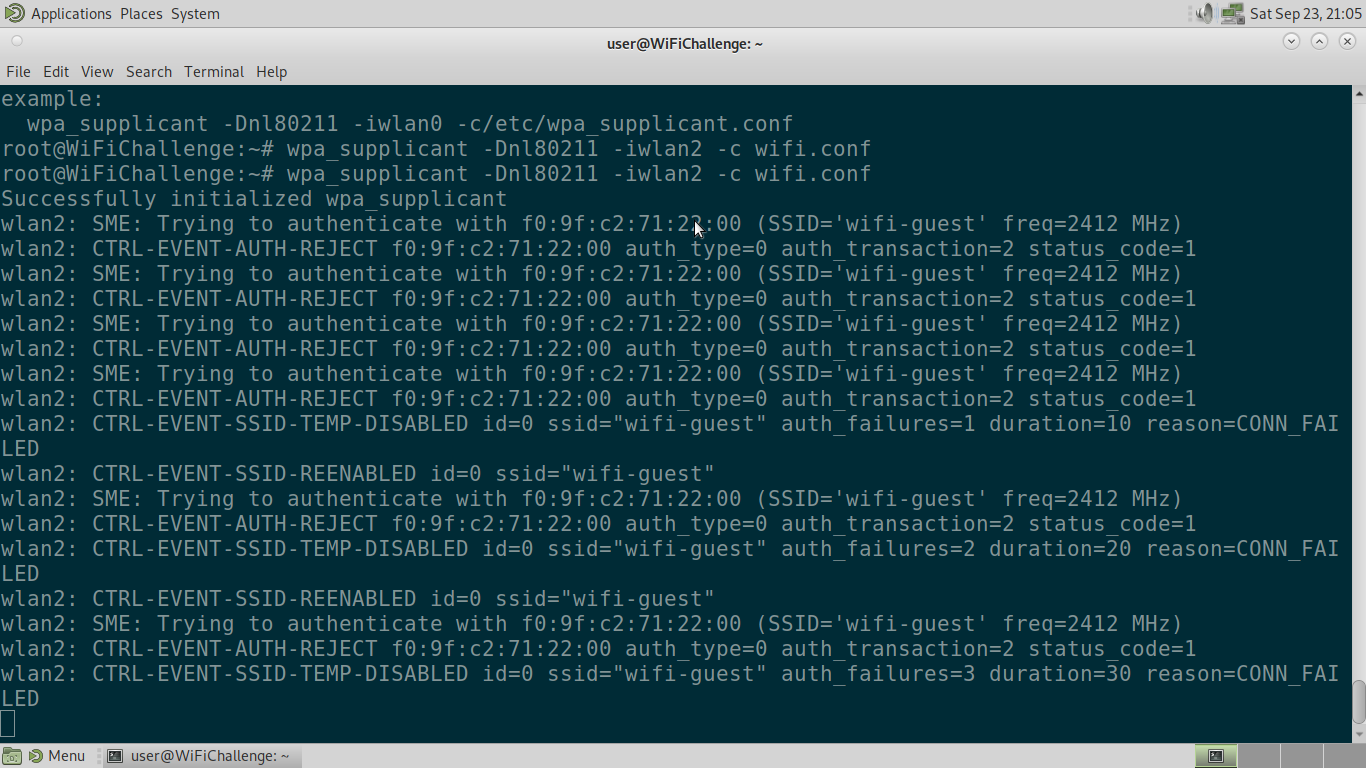 Applications Places System
Sat Sep 23, 21:05
user@WiFiChallenge: ~
File Edit View Search Terminal Help
example:
  wpa_supplicant -Dnl80211 -iwlan0 -c/etc/wpa_supplicant.conf
root@WiFiChallenge:~# wpa_supplicant -Dnl80211 -iwlan2 -c wifi.conf
root@WiFiChallenge:~# wpa_supplicant -Dnl80211 -iwlan2 -c wifi.conf
Successfully initialized wpa_supplicant
wlan2: SME: Trying to authenticate with f0:9f:c2:71:22:00 (SSID='wifi-guest' freq=2412 MHz)
wlan2: CTRL-EVENT-AUTH-REJECT f0:9f:c2:71:22:00 auth_type=0 auth_transaction=2 status_code=1
wlan2: SME: Trying to authenticate with f0:9f:c2:71:22:00 (SSID='wifi-guest' freq=2412 MHz)
wlan2: CTRL-EVENT-AUTH-REJECT f0:9f:c2:71:22:00 auth_type=0 auth_transaction=2 status_code=1
wlan2: SME: Trying to authenticate with f0:9f:c2:71:22:00 (SSID='wifi-guest' freq=2412 MHz)
wlan2: CTRL-EVENT-AUTH-REJECT f0:9f:c2:71:22:00 auth_type=0 auth_transaction=2 status_code=1
wlan2: SME: Trying to authenticate with f0:9f:c2:71:22:00 (SSID='wifi-guest' freq=2412 MHz)
wlan2: CTRL-EVENT-AUTH-REJECT f0:9f:c2:71:22:00 auth_type=0 auth_transaction=2 status_code=1
wlan2: CTRL-EVENT-SSID-TEMP-DISABLED id=0 ssid="wifi-guest" auth_failures=1 duration=10 reason=CONN_FAI
LED
wlan2: CTRL-EVENT-SSID-REENABLED id=0 ssid="wifi-guest"
wlan2: SME: Trying to authenticate with f0:9f:c2:71:22:00 (SSID='wifi-guest' freq=2412 MHz)
wlan2: CTRL-EVENT-AUTH-REJECT f0:9f:c2:71:22:00 auth_type=0 auth_transaction=2 status_code=1
wlan2: CTRL-EVENT-SSID-TEMP-DISABLED id=0 ssid="wifi-guest" auth_failures=2 duration=20 reason=CONN_FAI
LED
wlan2: CTRL-EVENT-SSID-REENABLED id=0 ssid="wifi-guest"
wlan2: SME: Trying to authenticate with f0:9f:c2:71:22:00 (SSID='wifi-guest' freq=2412 MHz)
wlan2: CTRL-EVENT-AUTH-REJECT f0:9f:c2:71:22:00 auth_type=0 auth_transaction=2 status_code=1
wlan2: CTRL-EVENT-SSID-TEMP-DISABLED id=0 ssid="wifi-guest" auth_failures=3 duration=30 reason=CONN_FAI
LED
Menu
user@WiFiChallenge: ~